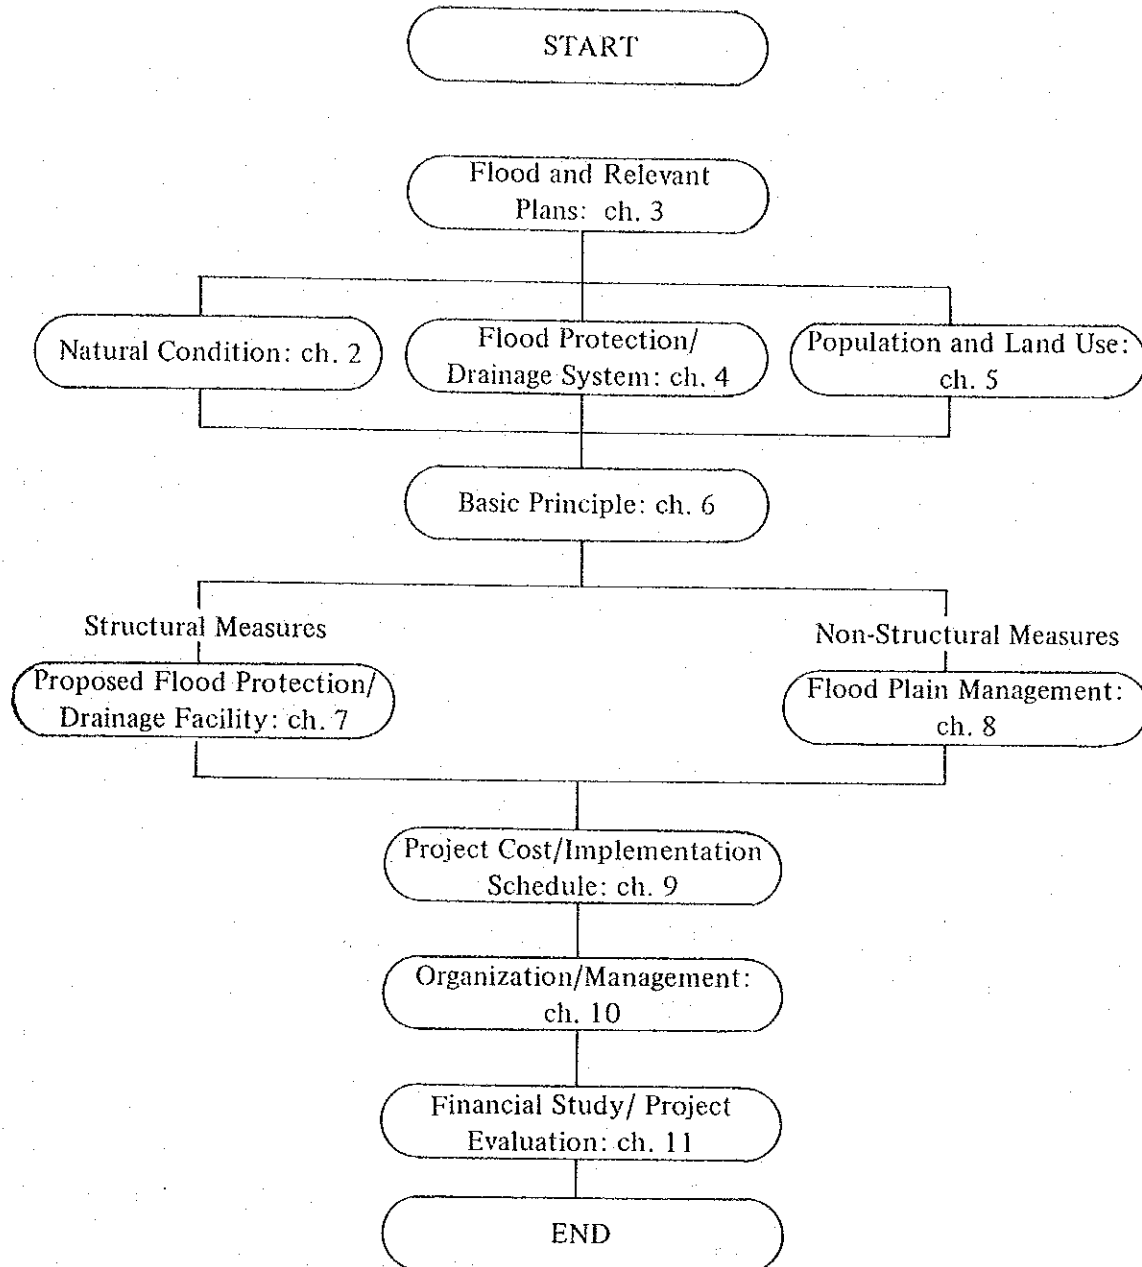 START
Flood and Relevant
Plans: ch. 3
Natural Condition: ch. 2
Flood Protection/
Drainage System: ch. 4
Population and Land Use:
ch. 5
Basic Principle: ch. 6
Structural Measures
Non-Structural Measures
Proposed Flood Protection/
Drainage Facility: ch. 7
Flood Plain Management:
ch. 8
Project Cost/Implementation
Schedule: ch. 9
Organization/Management:
ch. 10
Financial Study/ Project
Evaluation: ch. 11
END